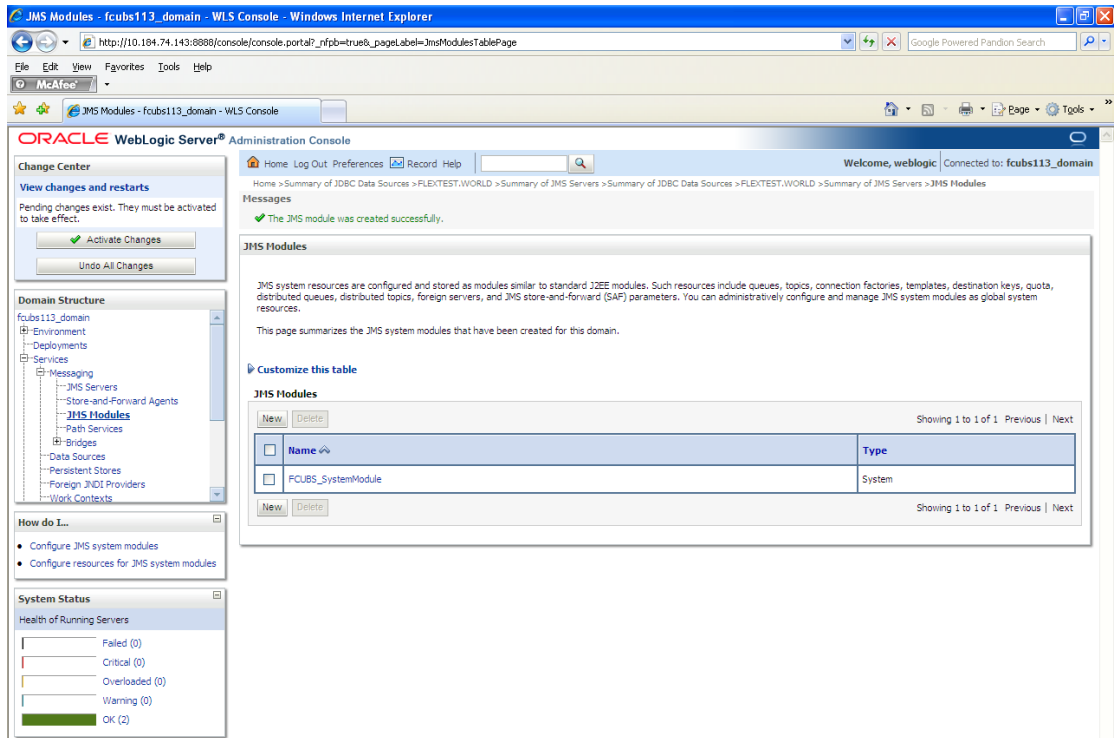 JMS Modules - fcubs113_domain - WLS Console - Windows Internet Explorer
http://10.184.74.143:8888/console/console.portal?_nfpb=true&_pageLabel=JmsModulesTablePage
Google Powered Pandion Search
File Edit View Favorites Tools Help
McAfee
JMS Modules - fcubs113_domain - WLS Console
Page Tools
ORACLE WebLogic Server® Administration Console
Change Center
View changes and restarts
Pending changes exist. They must be activated
to take effect.
Activate Changes
Undo All Changes
Domain Structure
fcubs113_domain
Environment
Deployments
Services
Messaging
JMS Servers
Store-and-Forward Agents
JMS Modules
Path Services
Bridges
Data Sources
Persistent Stores
Foreign JNDI Providers
Work Contexts
How do I...
Configure JMS system modules
Configure resources for JMS system modules
System Status
Health of Running Servers
Failed (0)
Critical (0)
Overloaded (0)
Warning (0)
OK (2)
Home Log Out Preferences Record Help
Welcome, weblogic Connected to: fcubs113_domain
Home >Summary of JDBC Data Sources >FLEXTEST.WORLD >Summary of JMS Servers >Summary of JDBC Data Sources >FLEXTEST.WORLD >Summary of JMS Servers >JMS Modules
Messages
The JMS module was created successfully.
JMS Modules
JMS system resources are configured and stored as modules similar to standard J2EE modules. Such resources include queues, topics, connection factories, templates, destination keys, quota,
distributed queues, distributed topics, foreign servers, and JMS store-and-forward (SAF) parameters. You can administratively configure and manage JMS system modules as global system
resources.
This page summarizes the JMS system modules that have been created for this domain.
Customize this table
JMS Modules
New Delete Showing 1 to 1 of 1 Previous | Next
Name Type
FCUBS_SystemModule System
New Delete Showing 1 to 1 of 1 Previous | Next